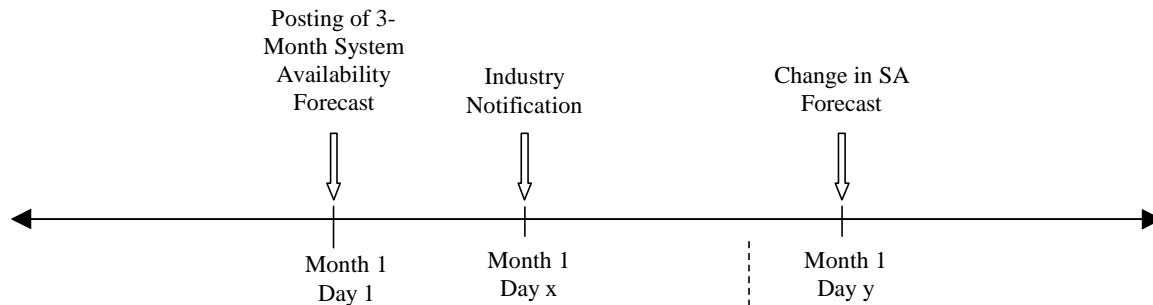 Posting of 3-
Month System
Availability
Forecast
Industry
Notification
Change in SA
Forecast
Month 1
Day 1
Month 1
Day x
Month 1
Day y